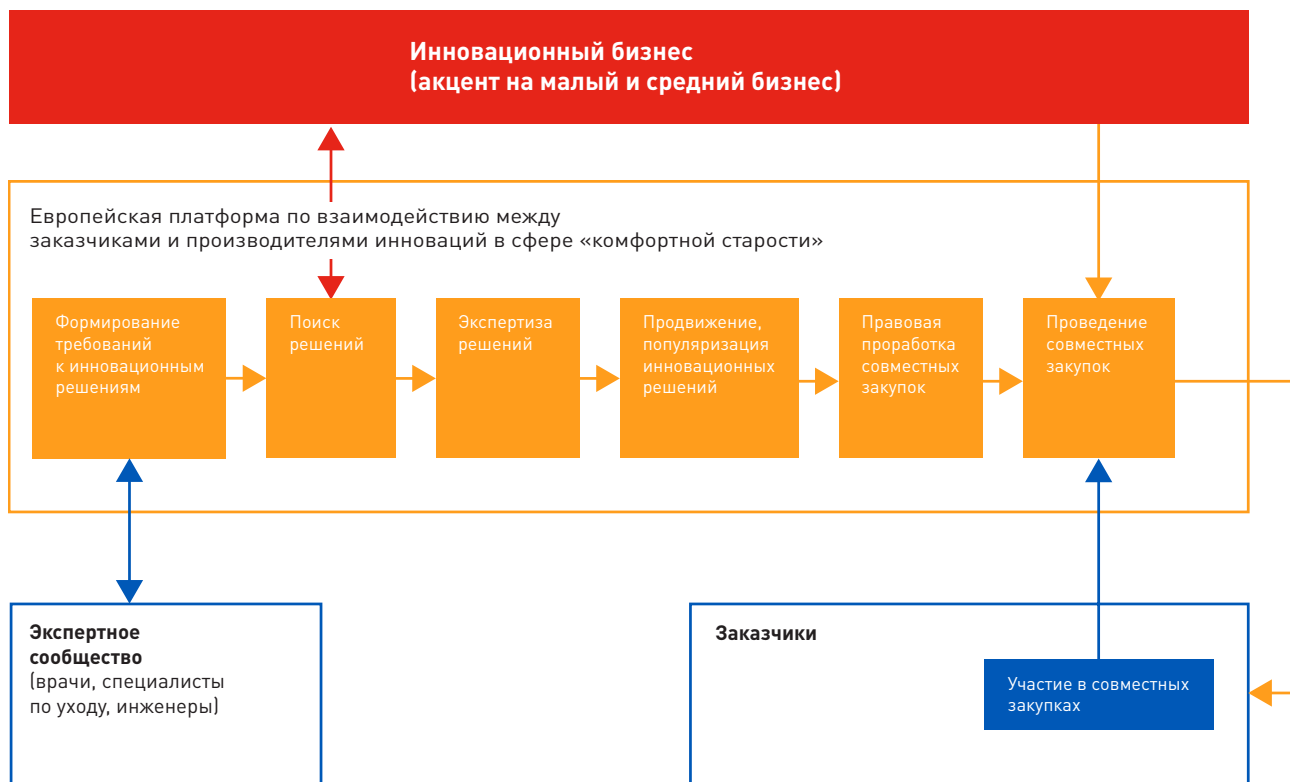 Инновационный бизнес
(акцент на малый и средний бизнес)
Европейская платформа по взаимодействию между
заказчиками и производителями инноваций в сфере «комфортной старости»
Формирование
требований
к инновационным
решениям
Поиск
решений
Экспертиза
решений
Продвижение,
популяризация
инновационных
решений
Правовая
проработка
совместных
закупок
Проведение
совместных
закупок
Экспертное
сообщество
(врачи, специалисты
по уходу, инженеры)
Заказчики
Участие в совместных
закупках